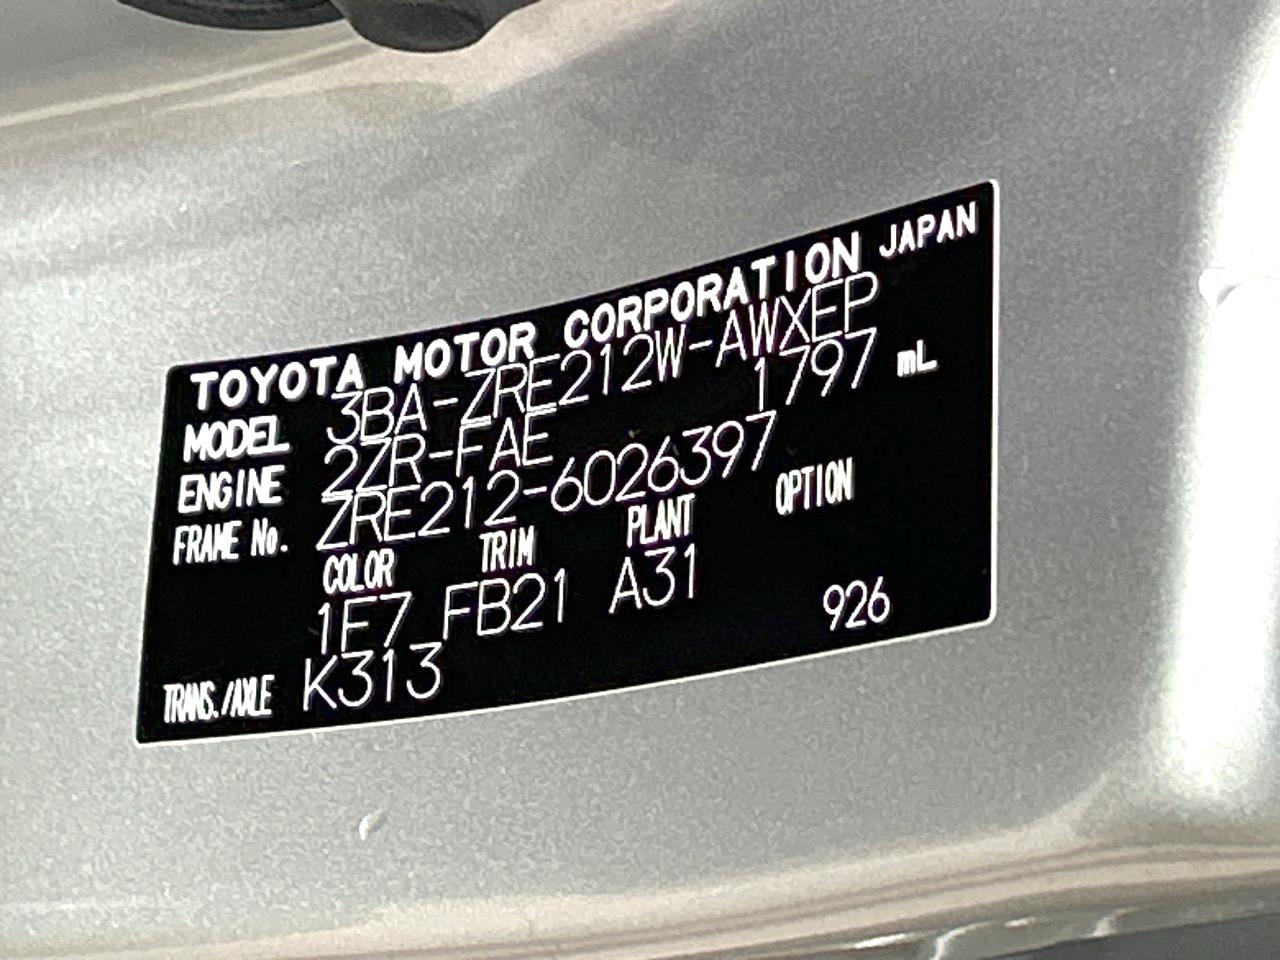 TOYOTA MOTOR CORPORATION JAPAN
MODEL 3BA-ZRE212W-AWXEP
ENGINE 2ZR-FAE 1797 mL
FRAME No. ZRE212-6026397
COLOR TRIM PLANT OPTION
1F7 FB21 A31
TRANS./AXLE K313 926